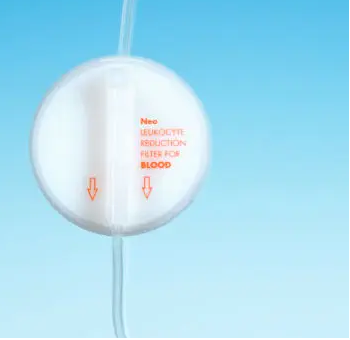 Neo
LEUKOCYTE
REDUCTION
FILTER FOR
BLOOD